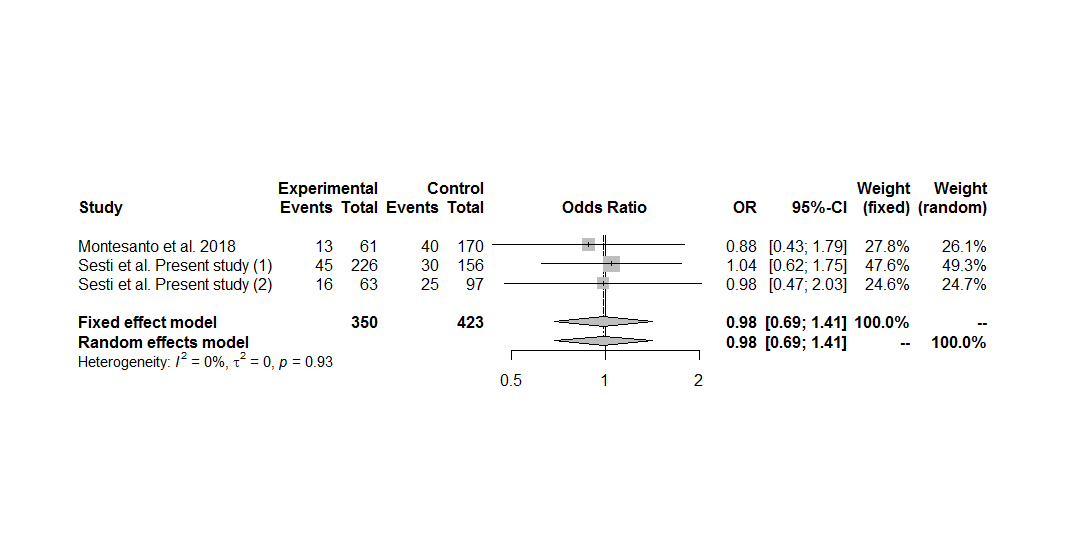 Experimental Control Weight Weight
Study Events Total Events Total Odds Ratio OR 95%-CI (fixed) (random)
Montesanto et al. 2018 13 61 40 170 0.88 [0.43; 1.79] 27.8% 26.1%
Sesti et al. Present study (1) 45 226 30 156 1.04 [0.62; 1.75] 47.6% 49.3%
Sesti et al. Present study (2) 16 63 25 97 0.98 [0.47; 2.03] 24.6% 24.7%
Fixed effect model 350 423 0.98 [0.69; 1.41] 100.0% --
Random effects model 0.98 [0.69; 1.41] -- 100.0%
Heterogeneity: I² = 0%, τ² = 0, p = 0.93
0.5 1 2